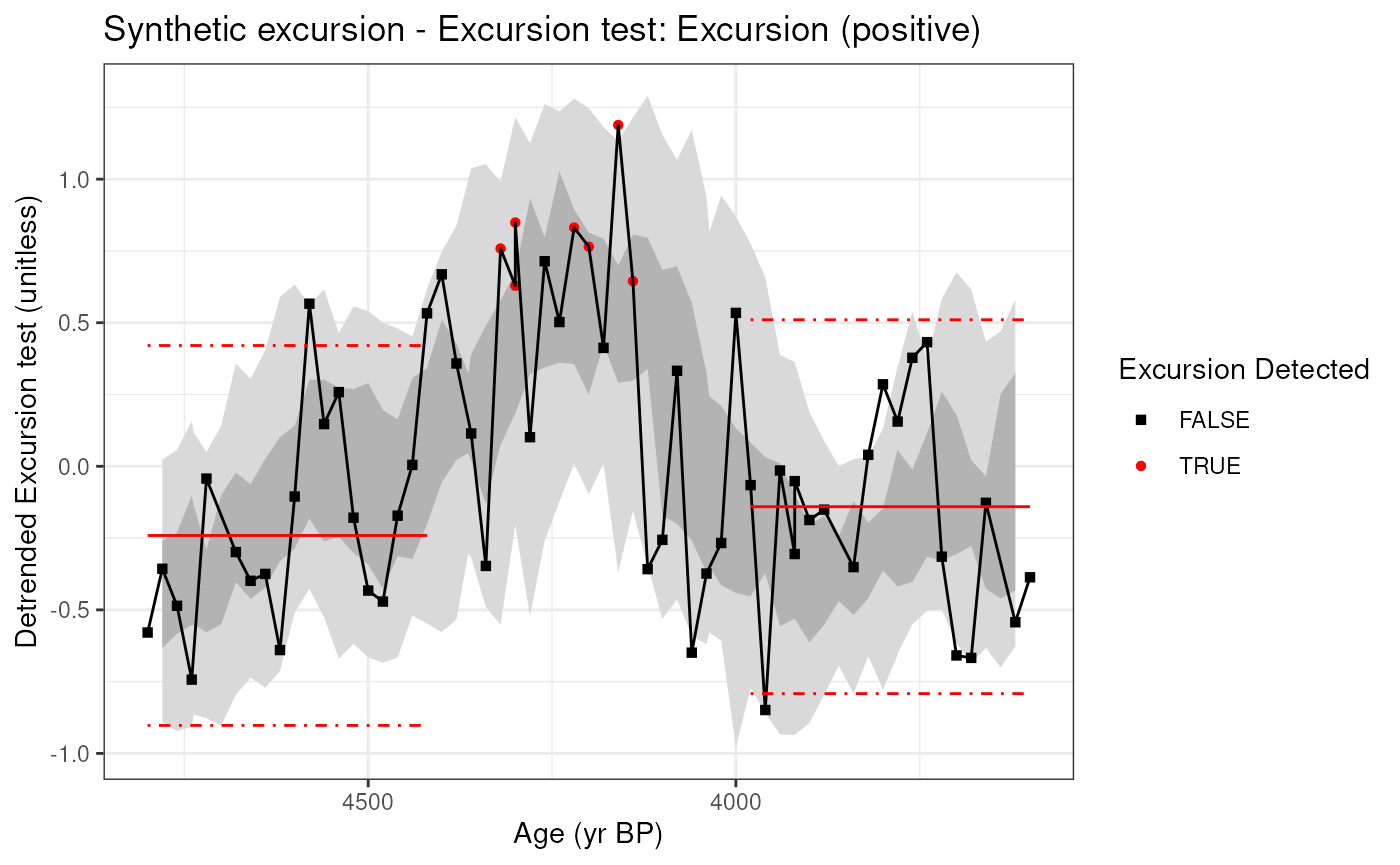 Synthetic excursion - Excursion test: Excursion (positive)
Detrended Excursion test (unitless)
1.0
0.5
0.0
-0.5
-1.0
4500
4000
Age (yr BP)
Excursion Detected
FALSE
TRUE